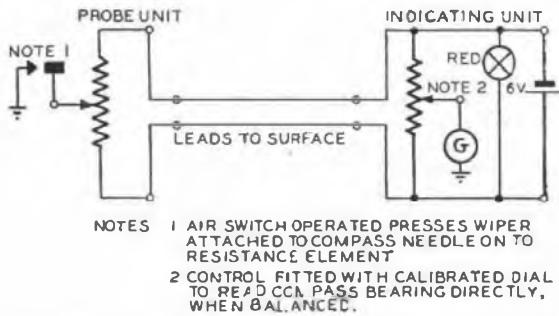 PROBE UNIT
INDICATING UNIT
NOTE 1
RED
NOTE 2
6V
G
LEADS TO SURFACE
NOTES 1 AIR SWITCH OPERATED PRESSES WIPER
ATTACHED TO COMPASS NEEDLE ON TO
RESISTANCE ELEMENT
2 CONTROL FITTED WITH CALIBRATED DIAL
TO READ COMPASS BEARING DIRECTLY,
WHEN BALANCED.